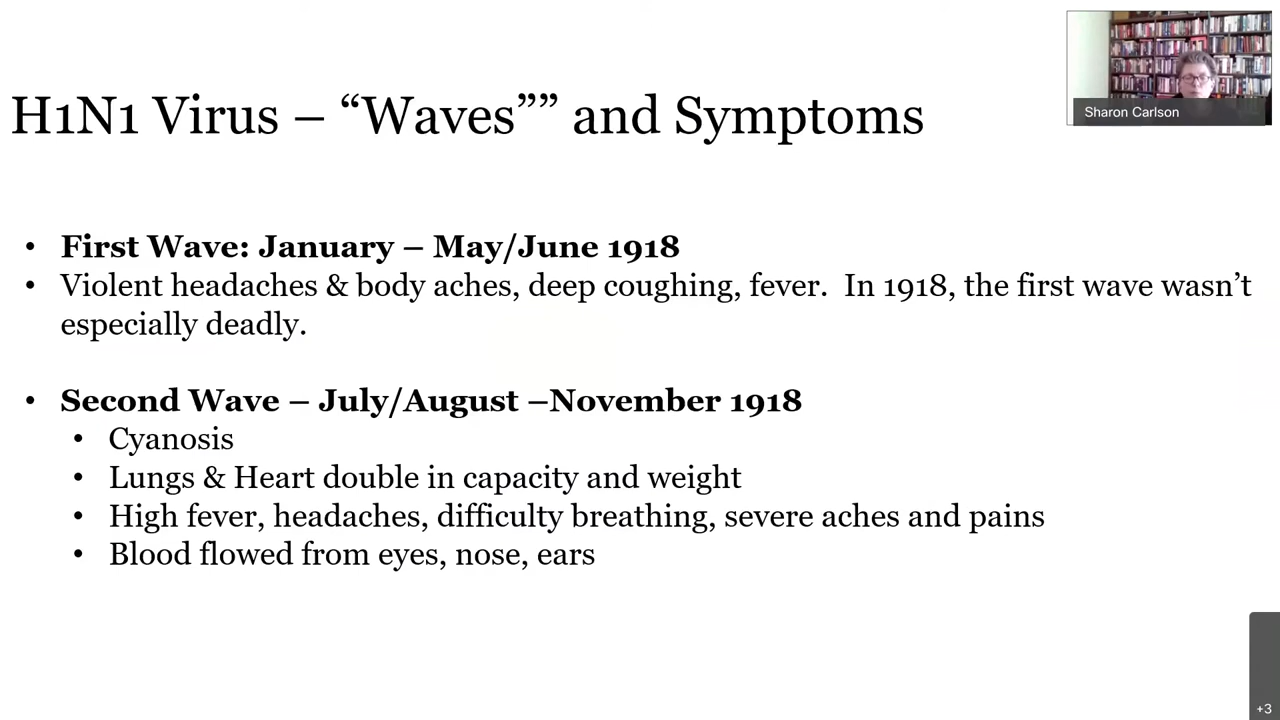 H1N1 Virus – “Waves”” and Symptoms
Sharon Carlson
• First Wave: January – May/June 1918
• Violent headaches & body aches, deep coughing, fever.  In 1918, the first wave wasn’t
especially deadly.
• Second Wave – July/August –November 1918
• Cyanosis
• Lungs & Heart double in capacity and weight
• High fever, headaches, difficulty breathing, severe aches and pains
• Blood flowed from eyes, nose, ears
+3